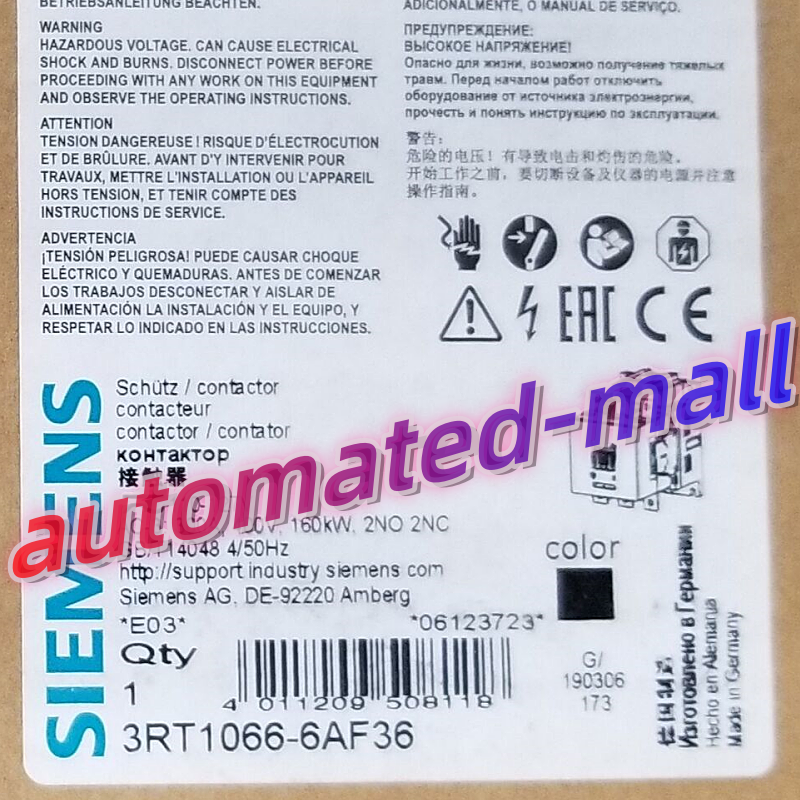 BETRIEBSANLEITUNG BEACHTEN.
WARNING
HAZARDOUS VOLTAGE. CAN CAUSE ELECTRICAL
SHOCK AND BURNS. DISCONNECT POWER BEFORE
PROCEEDING WITH ANY WORK ON THIS EQUIPMENT
AND OBSERVE THE OPERATING INSTRUCTIONS.
ATTENTION
TENSION DANGEREUSE ! RISQUE D'ÉLECTROCUTION
ET DE BRÛLURE. AVANT D'Y INTERVENIR POUR
TRAVAUX, METTRE L'INSTALLATION OU L'APPAREIL
HORS TENSION, ET TENIR COMPTE DES
INSTRUCTIONS DE SERVICE.
ADVERTENCIA
¡TENSIÓN PELIGROSA! PUEDE CAUSAR CHOQUE
ELÉCTRICO Y QUEMADURAS. ANTES DE COMENZAR
LOS TRABAJOS DESCONECTAR Y AISLAR DE
ALIMENTACIÓN LA INSTALACIÓN Y EL EQUIPO, Y
RESPETAR LO INDICADO EN LAS INSTRUCCIONES.
ADICIONALMENTE, O MANUAL DE SERVIÇO.
ПРЕДУПРЕЖДЕНИЕ:
ВЫСОКОЕ НАПРЯЖЕНИЕ!
Опасно для жизни, возможно получение тяжелых
травм. Перед началом работ отключить
оборудование от источника электроэнергии,
прочесть и понять инструкцию по эксплуатации.
警告:
危险的电压! 有导致电击和灼伤的危险。
开始工作之前, 要切断设备及仪器的电源并注意
操作指南。
EAC CE
SIEMENS
Schütz / contactor
contacteur
contactor / contator
контактор
接触器
automated-mall
160kW, 2NO 2NC
14048 4/50Hz
http://support industry siemens com
Siemens AG, DE-92220 Amberg
*E03* *06123723*
Qty
1
4 011209 508118
3RT1066-6AF36
color
G/
190306
173
德国制造
Изготовлено в Германии
Hecho en Alemania
Made in Germany